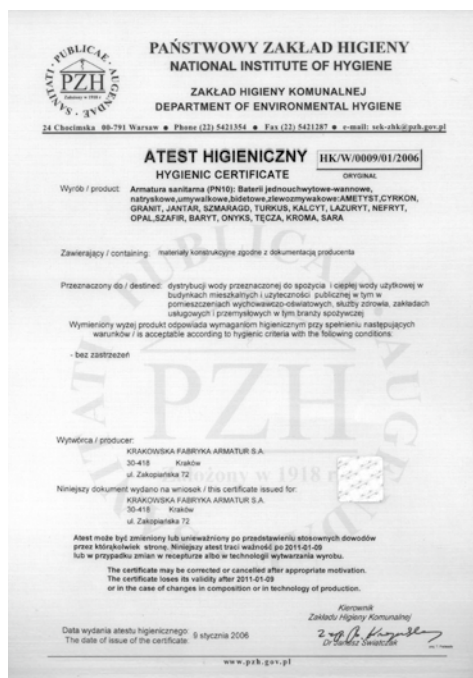 SANITATI · PUBLICAE · AUGENDAE
PZH
Założony w 1918 r
PAŃSTWOWY ZAKŁAD HIGIENY
NATIONAL INSTITUTE OF HYGIENE
ZAKŁAD HIGIENY KOMUNALNEJ
DEPARTMENT OF ENVIRONMENTAL HYGIENE
24 Chocimska 00-791 Warsaw ● Phone (22) 5421354 ● Fax (22) 5421287 ● e-mail: sek-zhk@pzh.gov.pl
ATEST HIGIENICZNY HK/W/0009/01/2006
HYGIENIC CERTIFICATE ORYGINAŁ
Wyrób / product: Armatura sanitarna (PN10): Baterii jednouchwytowe-wannowe,
natryskowe,umywalkowe,bidetowe,zlewozmywakowe:AMETYST,CYRKON,
GRANIT, JANTAR, SZMARAGD, TURKUS, KALCYT, LAZURYT, NEFRYT,
OPAL,SZAFIR, BARYT, ONYKS, TĘCZA, KROMA, SARA
Zawierający / containing: materiały konstrukcyjne zgodne z dokumentacją producenta
Przeznaczony do / destined: dystrybucji wody przeznaczonej do spożycia i ciepłej wody użytkowej w
budynkach mieszkalnych i użyteczności publicznej w tym w
pomieszczeniach wychowawczo-oświatowych, służby zdrowia, zakładach
usługowych i przemysłowych w tym branży spożywczej
Wymieniony wyżej produkt odpowiada wymaganiom higienicznym przy spełnieniu następujących
warunków / is acceptable according to hygienic criteria with the following conditions:
- bez zastrzeżeń
Wytwórca / producer:
KRAKOWSKA FABRYKA ARMATUR S.A.
30-418 Kraków
ul. Zakopiańska 72
Niniejszy dokument wydano na wniosek / this certificate issued for:
KRAKOWSKA FABRYKA ARMATUR S.A.
30-418 Kraków
ul. Zakopiańska 72
Atest może być zmieniony lub unieważniony po przedstawieniu stosownych dowodów
przez którąkolwiek stronę. Niniejszy atest traci ważność po 2011-01-09
lub w przypadku zmian w recepturze albo w technologii wytwarzania wyrobu.
The certificate may be corrected or cancelled after appropriate motivation.
The certificate loses its validity after 2011-01-09
or in the case of changes in composition or in technology of production.
Kierownik
Zakładu Higieny Komunalnej
Data wydania atestu higienicznego: 9 stycznia 2006
The date of issue of the certificate:
Dr Janusz Świątczak
www.pzh.gov.pl